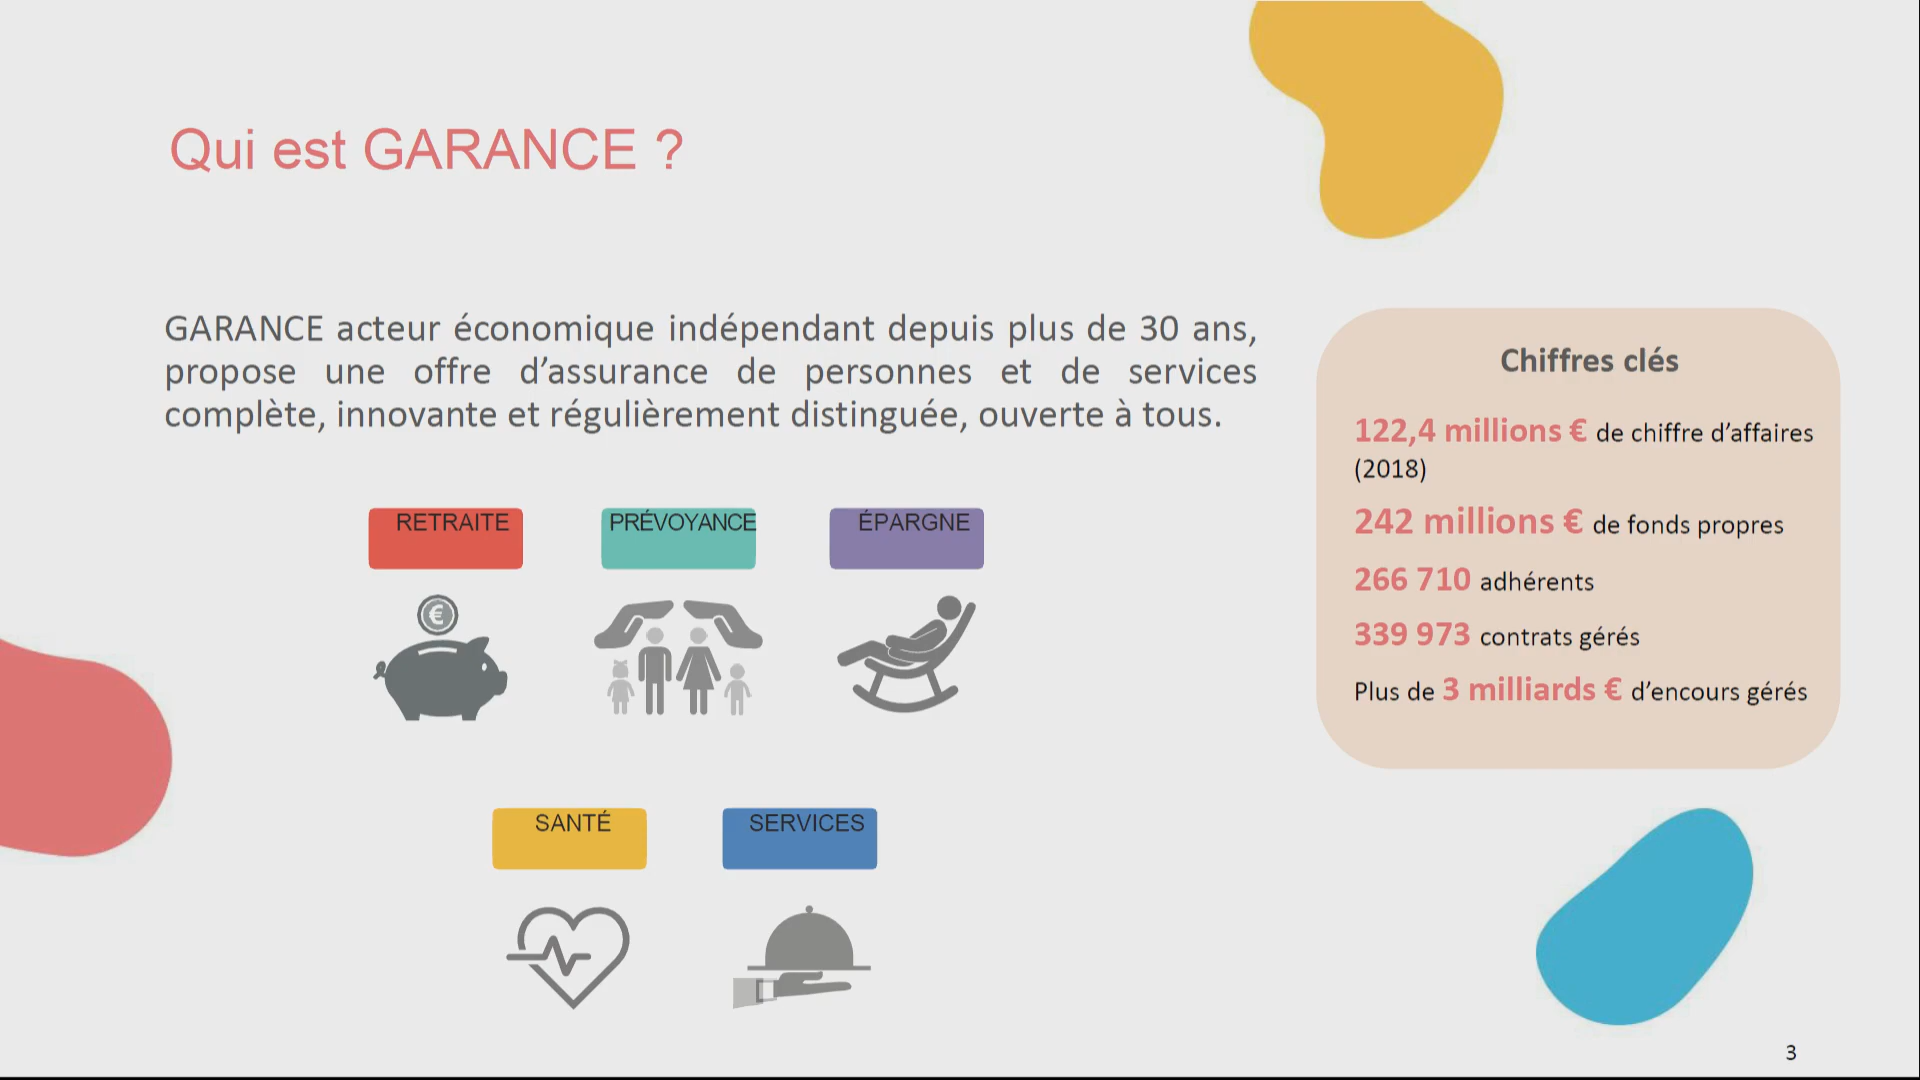 Qui est GARANCE ?
GARANCE acteur économique indépendant depuis plus de 30 ans,
propose une offre d’assurance de personnes et de services
complète, innovante et régulièrement distinguée, ouverte à tous.
RETRAITE
PRÉVOYANCE
ÉPARGNE
€
SANTÉ
SERVICES
Chiffres clés
122,4 millions € de chiffre d’affaires
(2018)
242 millions € de fonds propres
266 710 adhérents
339 973 contrats gérés
Plus de 3 milliards € d’encours gérés
3